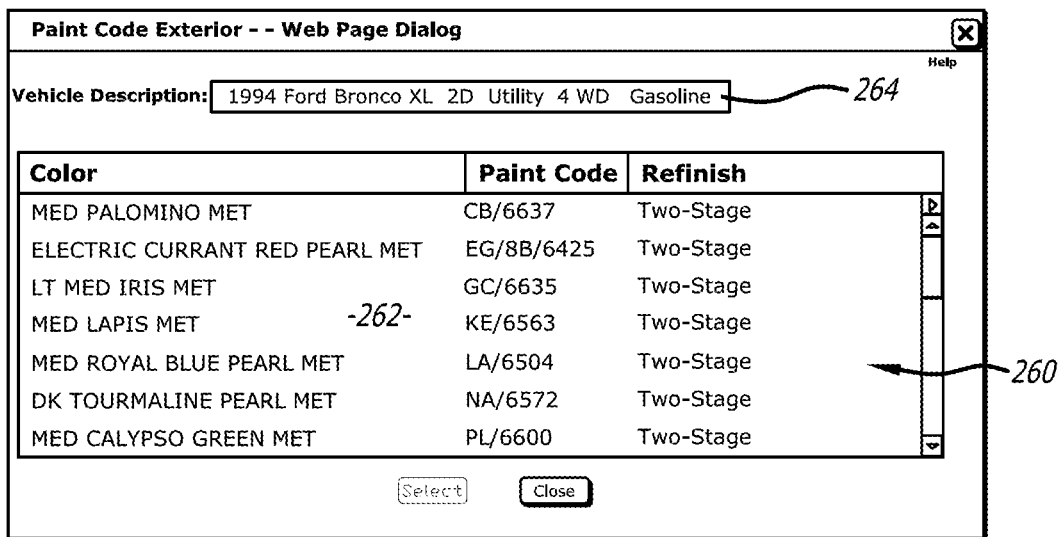 Paint Code Exterior - - Web Page Dialog
Help
Vehicle Description: 1994 Ford Bronco XL 2D Utility 4 WD Gasoline 264
Color Paint Code Refinish
MED PALOMINO MET CB/6637 Two-Stage
ELECTRIC CURRANT RED PEARL MET EG/8B/6425 Two-Stage
LT MED IRIS MET GC/6635 Two-Stage
MED LAPIS MET -262- KE/6563 Two-Stage
MED ROYAL BLUE PEARL MET LA/6504 Two-Stage 260
DK TOURMALINE PEARL MET NA/6572 Two-Stage
MED CALYPSO GREEN MET PL/6600 Two-Stage
Select Close